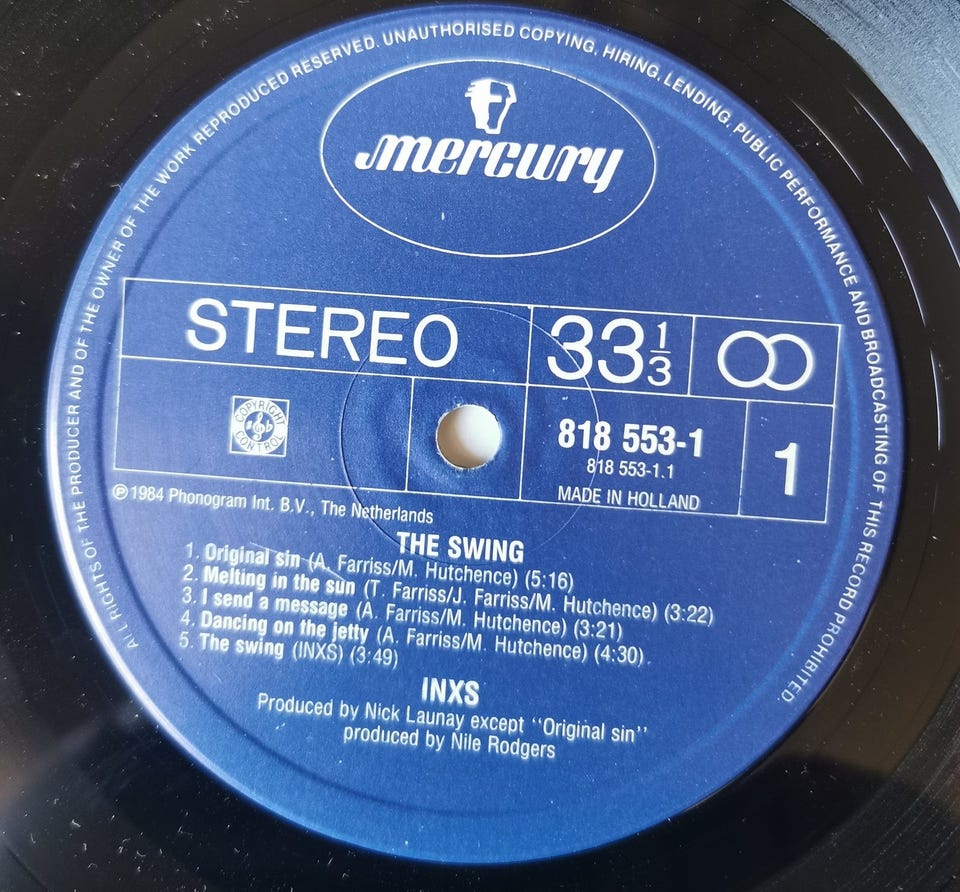 ALL RIGHTS OF THE PRODUCER AND OF THE OWNER OF THE WORK REPRODUCED RESERVED. UNAUTHORISED COPYING, HIRING, LENDING, PUBLIC PERFORMANCE AND BROADCASTING OF THIS RECORD PROHIBITED.
mercury
STEREO
33 1/3
COPYRIGHT CONTROL
818 553-1
818 553-1.1
MADE IN HOLLAND
1
℗1984 Phonogram Int. B.V., The Netherlands
THE SWING
1. Original sin (A. Farriss/M. Hutchence) (5:16)
2. Melting in the sun (T. Farriss/J. Farriss/M. Hutchence) (3:22)
3. I send a message (A. Farriss/M. Hutchence) (3:21)
4. Dancing on the jetty (A. Farriss/M. Hutchence) (4:30).
5. The swing (INXS) (3:49)
INXS
Produced by Nick Launay except "Original sin"
produced by Nile Rodgers